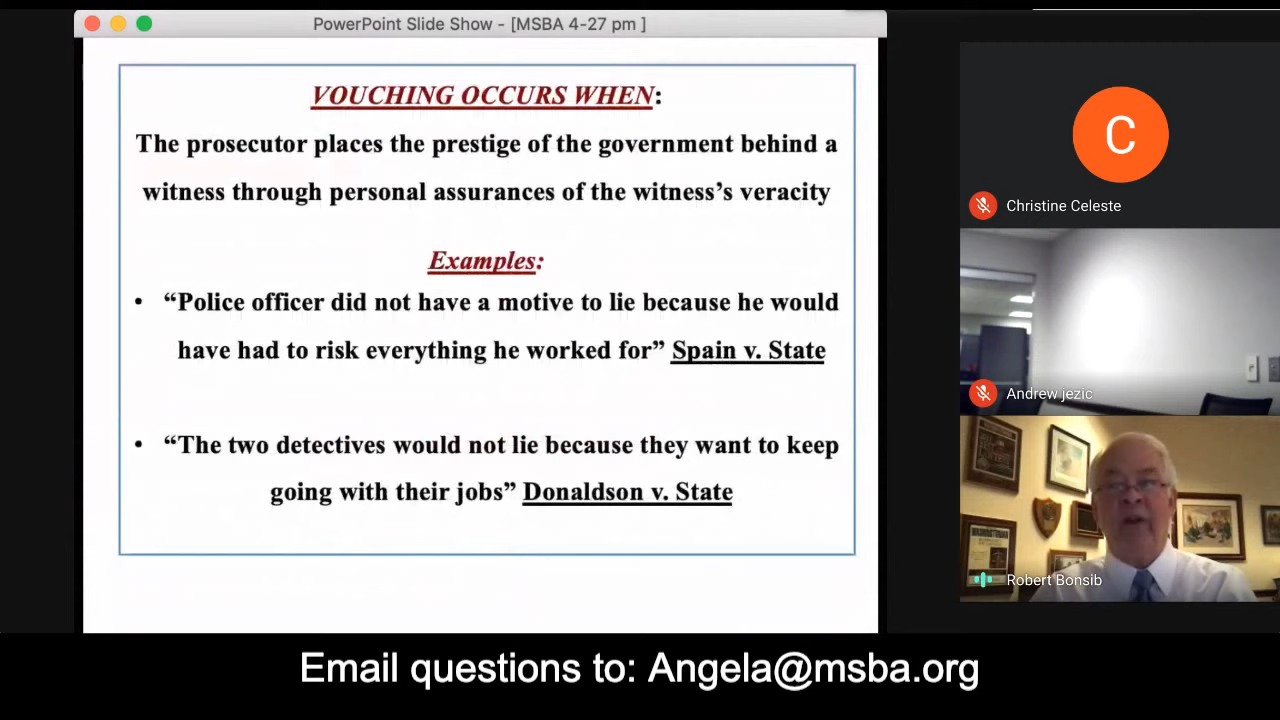 PowerPoint Slide Show - [MSBA 4-27 pm ]
VOUCHING OCCURS WHEN:
The prosecutor places the prestige of the government behind a
witness through personal assurances of the witness’s veracity
Examples:
• “Police officer did not have a motive to lie because he would
have had to risk everything he worked for” Spain v. State
• “The two detectives would not lie because they want to keep
going with their jobs” Donaldson v. State
C
Christine Celeste
Andrew jezic
Robert Bonsib
Email questions to: Angela@msba.org